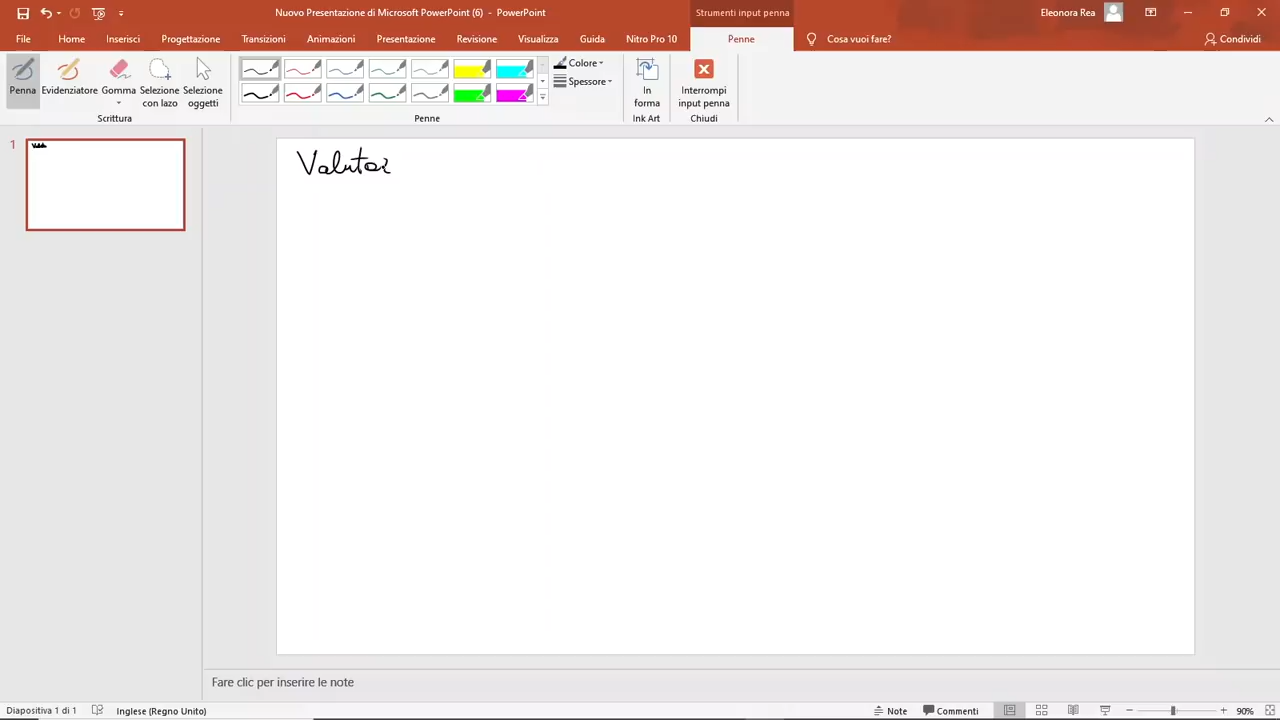 Nuovo Presentazione di Microsoft PowerPoint (6) - PowerPoint
Strumenti input penna
Eleonora Rea
File Home Inserisci Progettazione Transizioni Animazioni Presentazione Revisione Visualizza Guida Nitro Pro 10 Penne Cosa vuoi fare? Condividi
Penna Evidenziatore Gomma Selezione con lazo Selezione oggetti
Colore
Spessore
In forma
Interrompi input penna
Scrittura Penne Ink Art Chiudi
1
Valutaz
Fare clic per inserire le note
Diapositiva 1 di 1 Inglese (Regno Unito) Note Commenti 90%